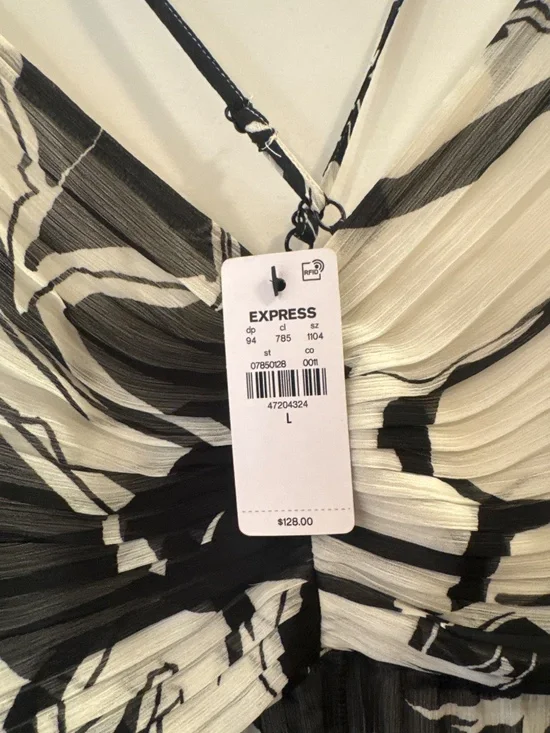 RFID
EXPRESS
dp cl sz
94 785 1104
st co
07850128 0011
47204324
L
$128.00